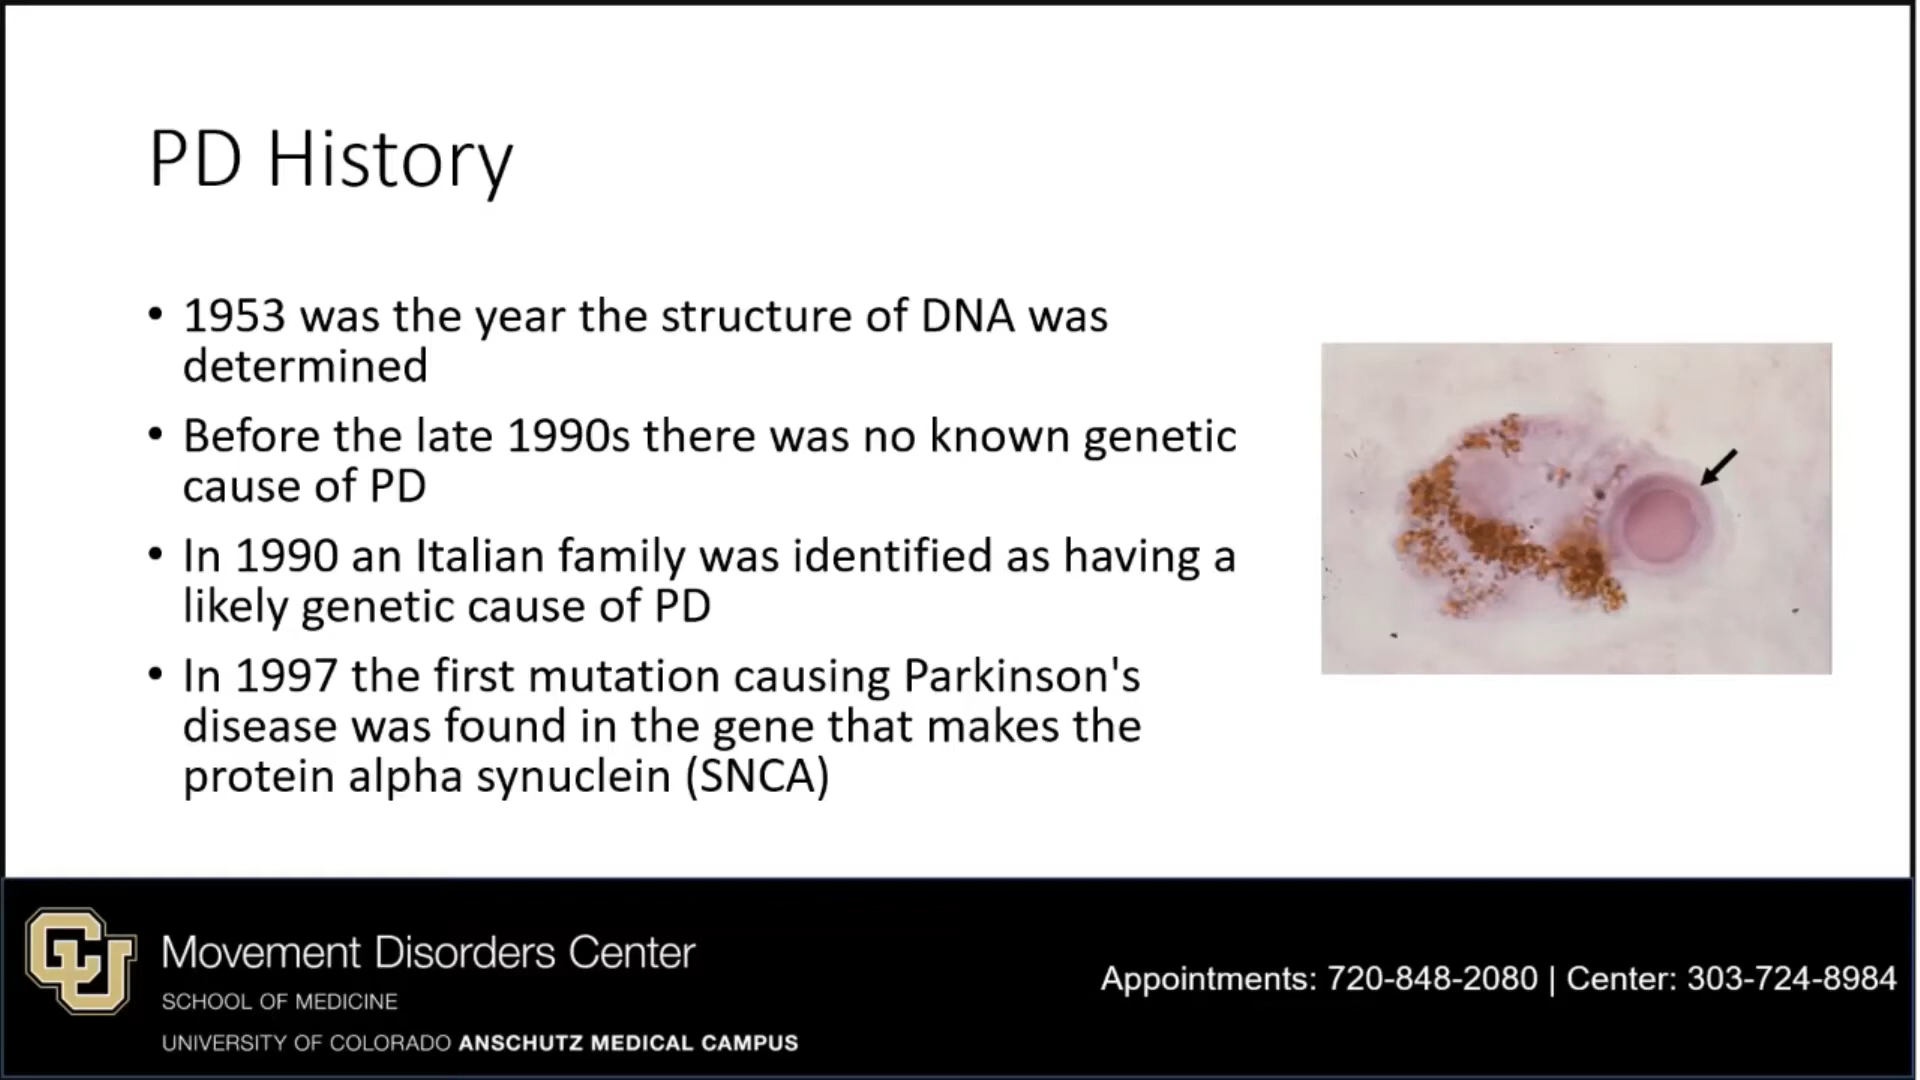 PD History
• 1953 was the year the structure of DNA was
determined
• Before the late 1990s there was no known genetic
cause of PD
• In 1990 an Italian family was identified as having a
likely genetic cause of PD
• In 1997 the first mutation causing Parkinson's
disease was found in the gene that makes the
protein alpha synuclein (SNCA)
CU
Movement Disorders Center
SCHOOL OF MEDICINE
UNIVERSITY OF COLORADO ANSCHUTZ MEDICAL CAMPUS
Appointments: 720-848-2080 | Center: 303-724-8984